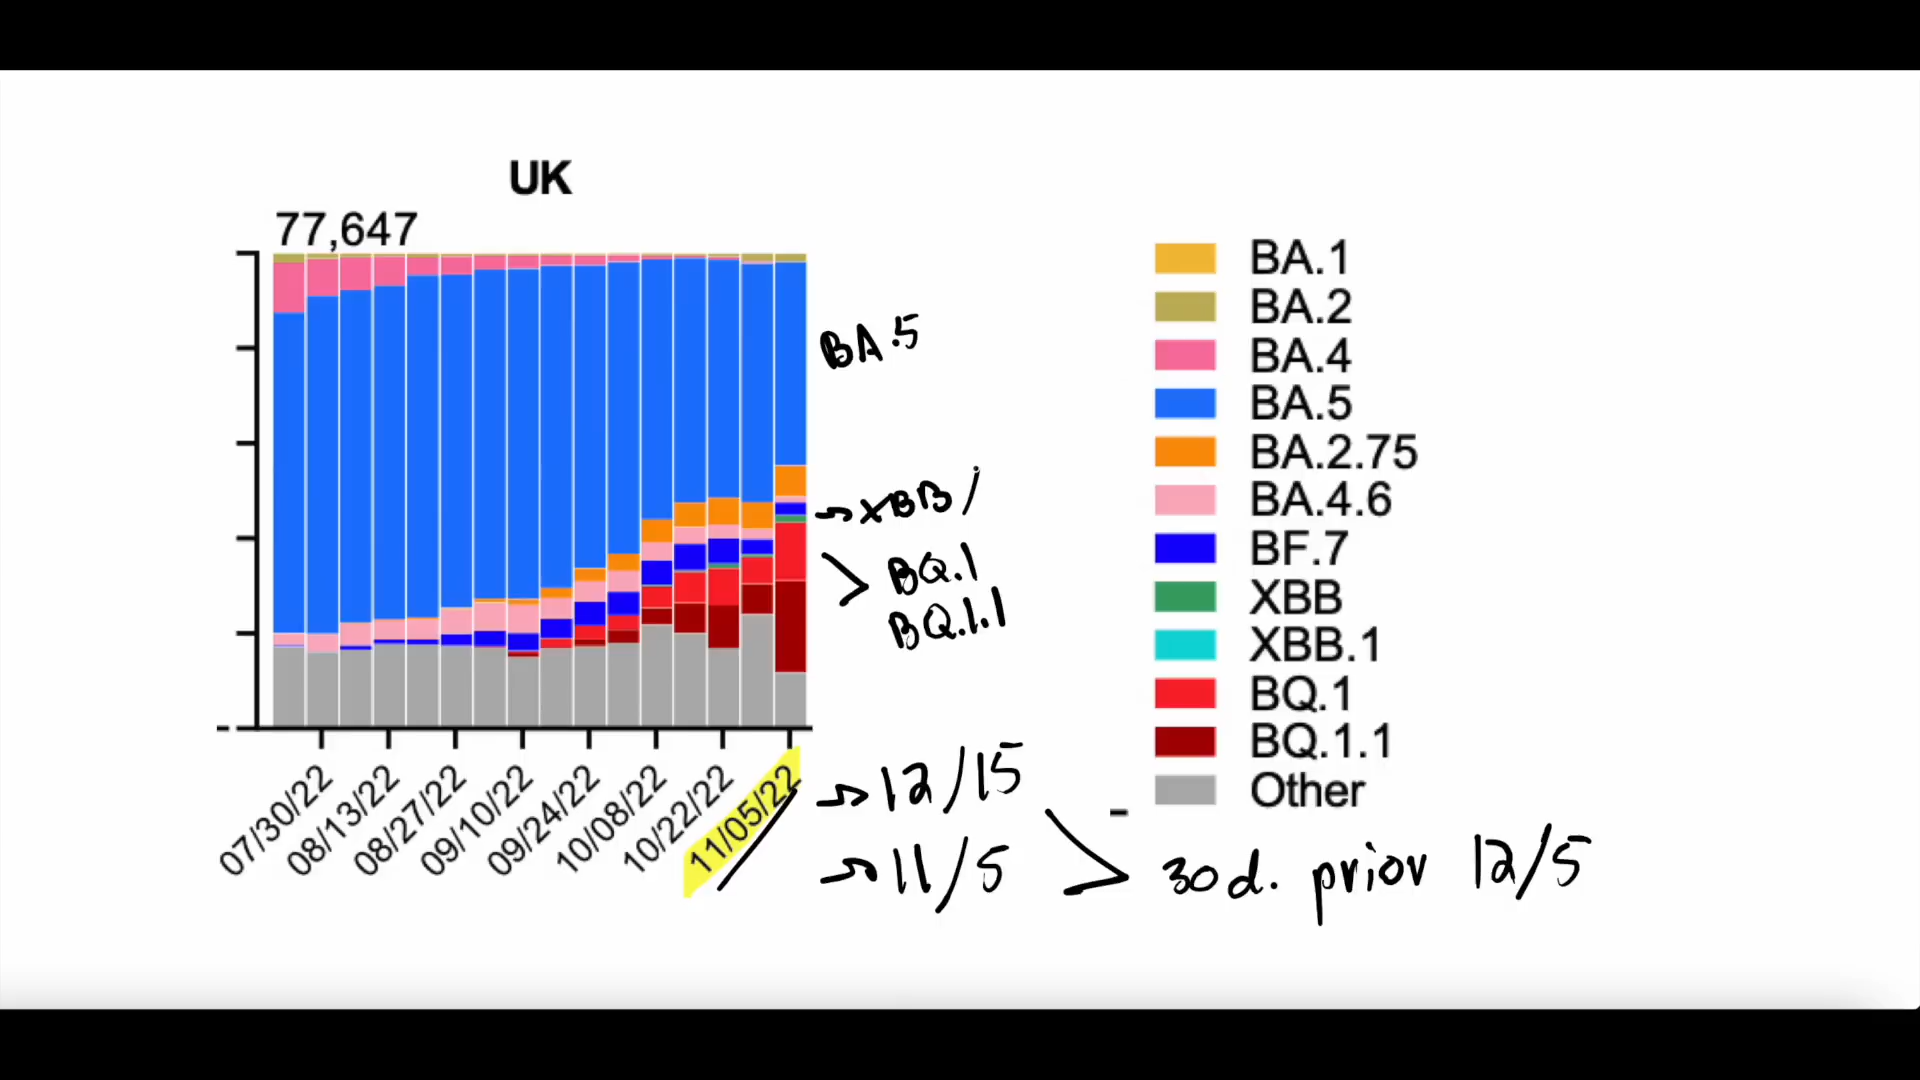 UK
77,647
BA.5
XBB /
BQ.1
BQ.1.1
07/30/22
08/13/22
08/27/22
09/10/22
09/24/22
10/08/22
10/22/22
11/05/22
12/15
11/5
30 d. prior 12/5
BA.1
BA.2
BA.4
BA.5
BA.2.75
BA.4.6
BF.7
XBB
XBB.1
BQ.1
BQ.1.1
Other